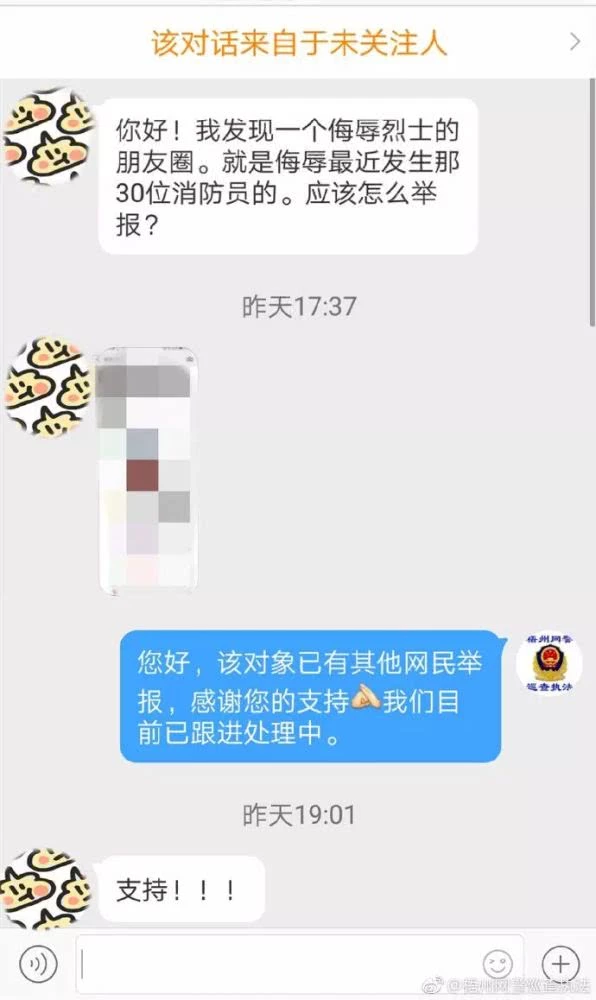 该对话来自于未关注人
你好！我发现一个侮辱烈士的
朋友圈。就是侮辱最近发生那
30位消防员的。应该怎么举
报？
昨天17:37
梧州网警
巡查执法
您好，该对象已有其他网民举
报，感谢您的支持我们目
前已跟进处理中。
昨天19:01
支持！！！
@梧州网警巡查执法